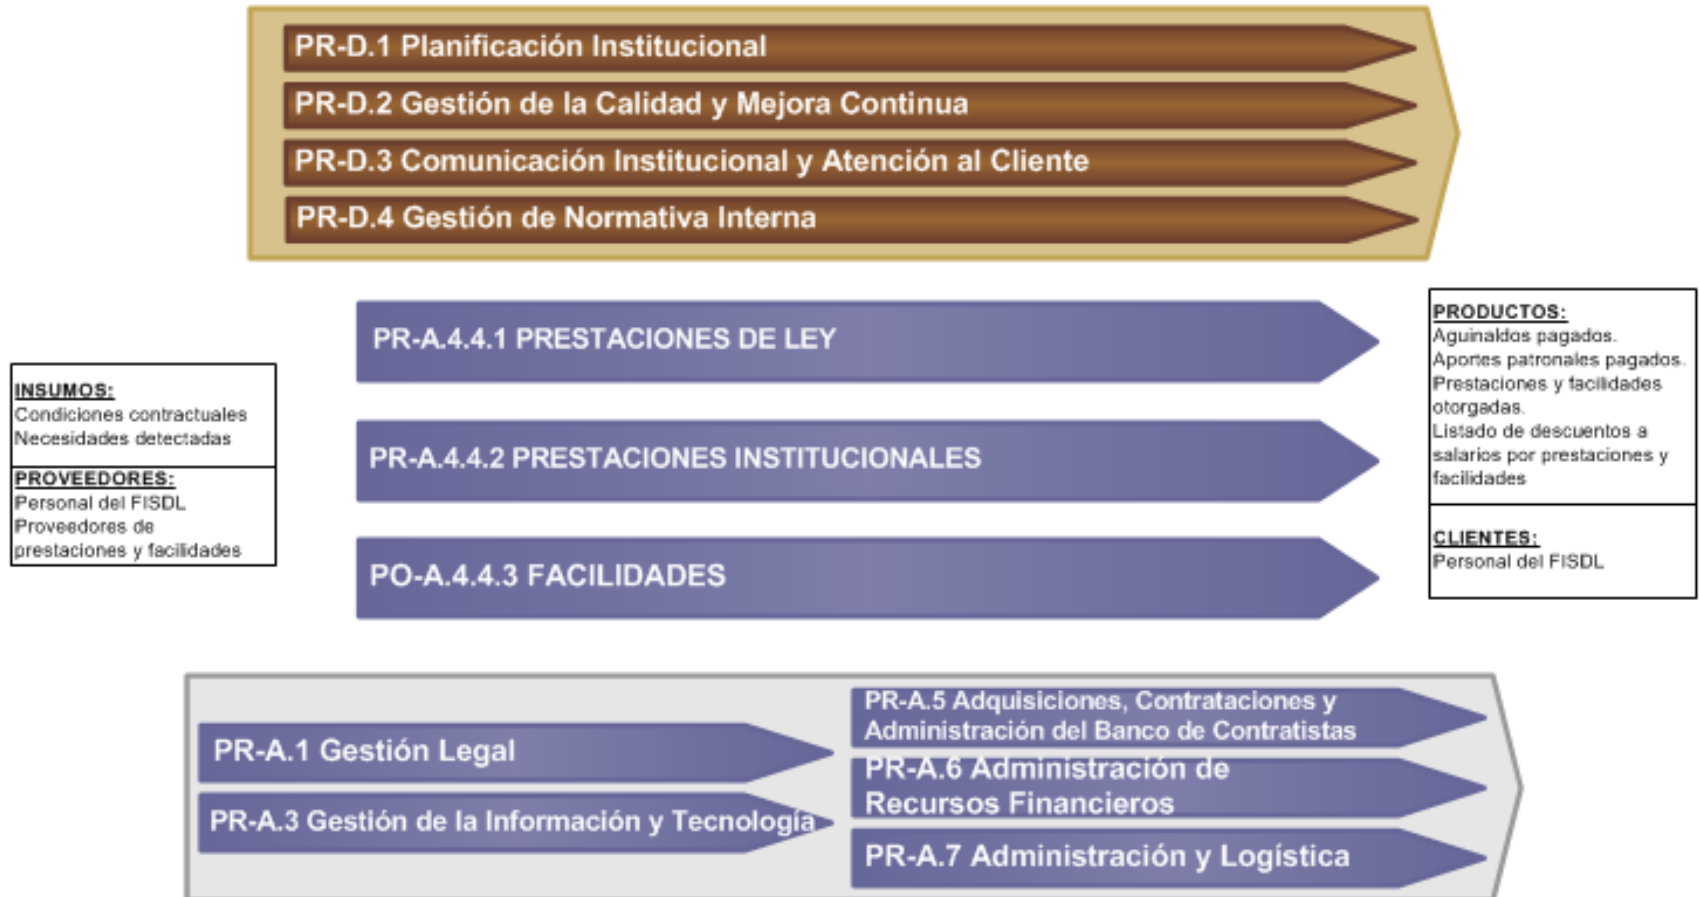 PR-D.1 Planificación Institucional
PR-D.2 Gestión de la Calidad y Mejora Continua
PR-D.3 Comunicación Institucional y Atención al Cliente
PR-D.4 Gestión de Normativa Interna
INSUMOS:
Condiciones contractuales
Necesidades detectadas
PROVEEDORES:
Personal del FISDL
Proveedores de
prestaciones y facilidades
PR-A.4.4.1 PRESTACIONES DE LEY
PR-A.4.4.2 PRESTACIONES INSTITUCIONALES
PO-A.4.4.3 FACILIDADES
PRODUCTOS:
Aguinaldos pagados.
Aportes patronales pagados.
Prestaciones y facilidades
otorgadas.
Listado de descuentos a
salarios por prestaciones y
facilidades
CLIENTES:
Personal del FISDL
PR-A.1 Gestión Legal
PR-A.3 Gestión de la Información y Tecnología
PR-A.5 Adquisiciones, Contrataciones y
Administración del Banco de Contratistas
PR-A.6 Administración de
Recursos Financieros
PR-A.7 Administración y Logística